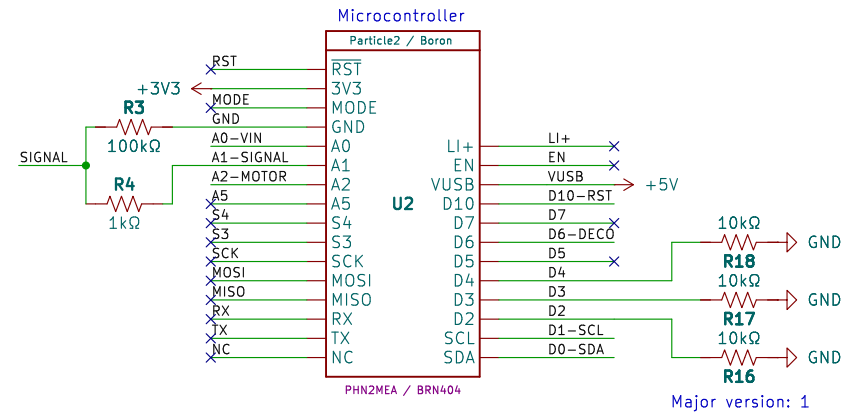 Microcontroller
Particle2 / Boron
RST
RST
+3V3
3V3
MODE
MODE
R3
GND
GND
100kΩ
A0-VIN
A0
LI+
LI+
SIGNAL
A1-SIGNAL
A1
EN
EN
A2-MOTOR
A2
VUSB
VUSB
+5V
R4
1kΩ
A5
A5
U2
D10
D10-RST
S4
S4
D7
D7
10kΩ
S3
S3
D6
D6-DECO
GND
R18
SCK
SCK
D5
D5
MOSI
MOSI
D4
D4
10kΩ
MISO
MISO
D3
D3
GND
R17
RX
RX
D2
D2
10kΩ
TX
TX
SCL
D1-SCL
NC
NC
SDA
D0-SDA
GND
R16
PHN2MEA / BRN404
Major version: 1